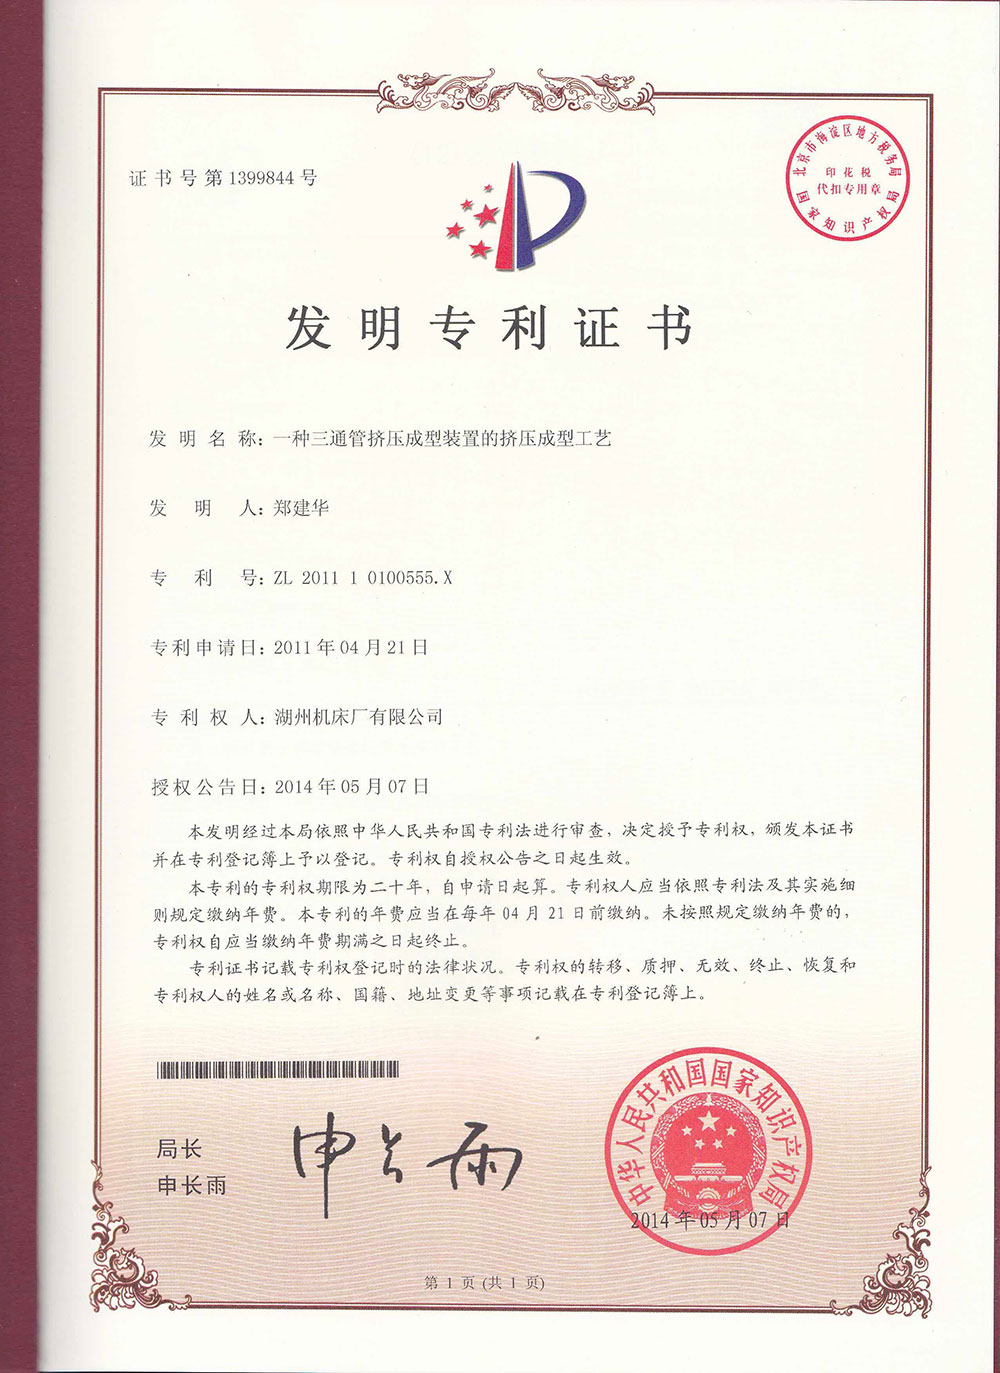 证书号第1399844号
北京市海淀区地方税务局
印花税
代扣专用章
国家知识产权局
发明专利证书
发明名称：一种三通管挤压成型装置的挤压成型工艺
发明人：郑建华
专利号：ZL 2011 1 0100555.X
专利申请日：2011年04月21日
专利权人：湖州机床厂有限公司
授权公告日：2014年05月07日
本发明经过本局依照中华人民共和国专利法进行审查，决定授予专利权，颁发本证书
并在专利登记簿上予以登记。专利权自授权公告之日起生效。
本专利的专利权期限为二十年，自申请日起算。专利权人应当依照专利法及其实施细
则规定缴纳年费。本专利的年费应当在每年04月21日前缴纳。未按照规定缴纳年费的，
专利权自应当缴纳年费期满之日起终止。
专利证书记载专利权登记时的法律状况。专利权的转移、质押、无效、终止、恢复和
专利权人的姓名或名称、国籍、地址变更等事项记载在专利登记簿上。
局长
申长雨
申长雨
中华人民共和国国家知识产权局
2014年05月07日
第1页(共1页)